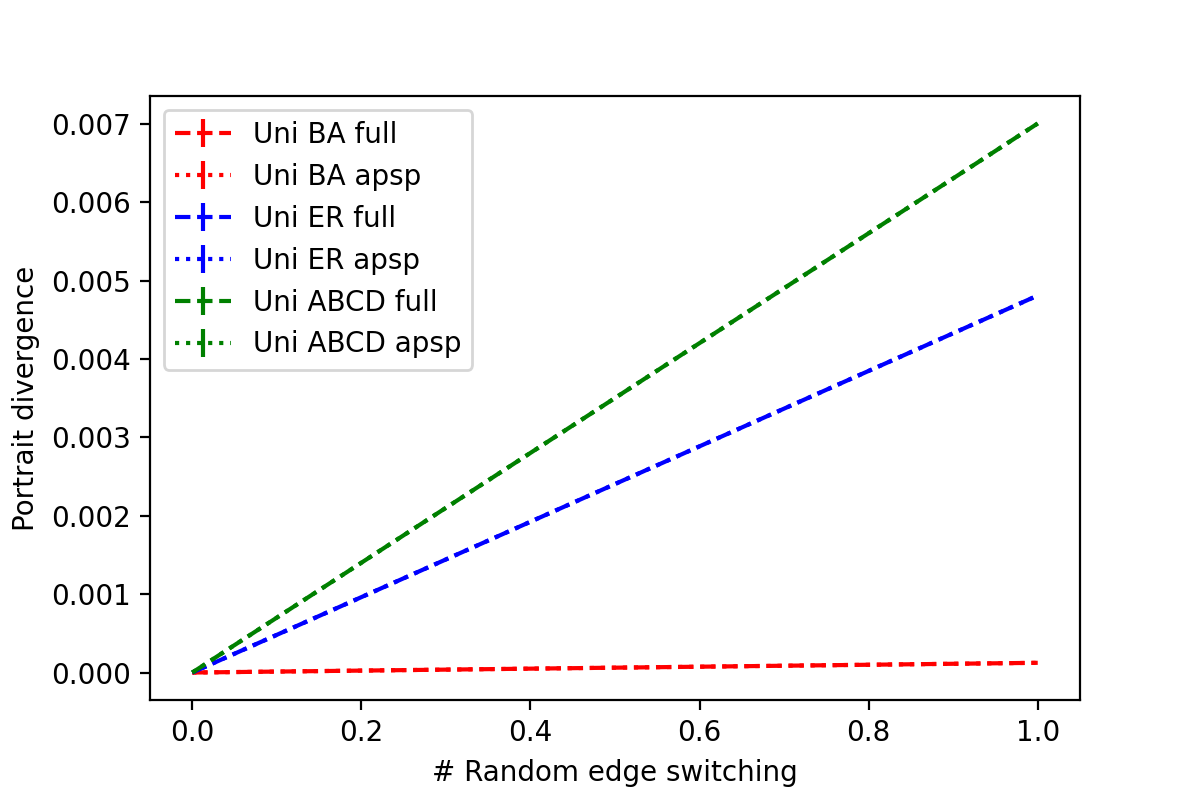 0.007
0.006
0.005
0.004
0.003
0.002
0.001
0.000
Portrait divergence
Uni BA full
Uni BA apsp
Uni ER full
Uni ER apsp
Uni ABCD full
Uni ABCD apsp
0.0 0.2 0.4 0.6 0.8 1.0
# Random edge switching